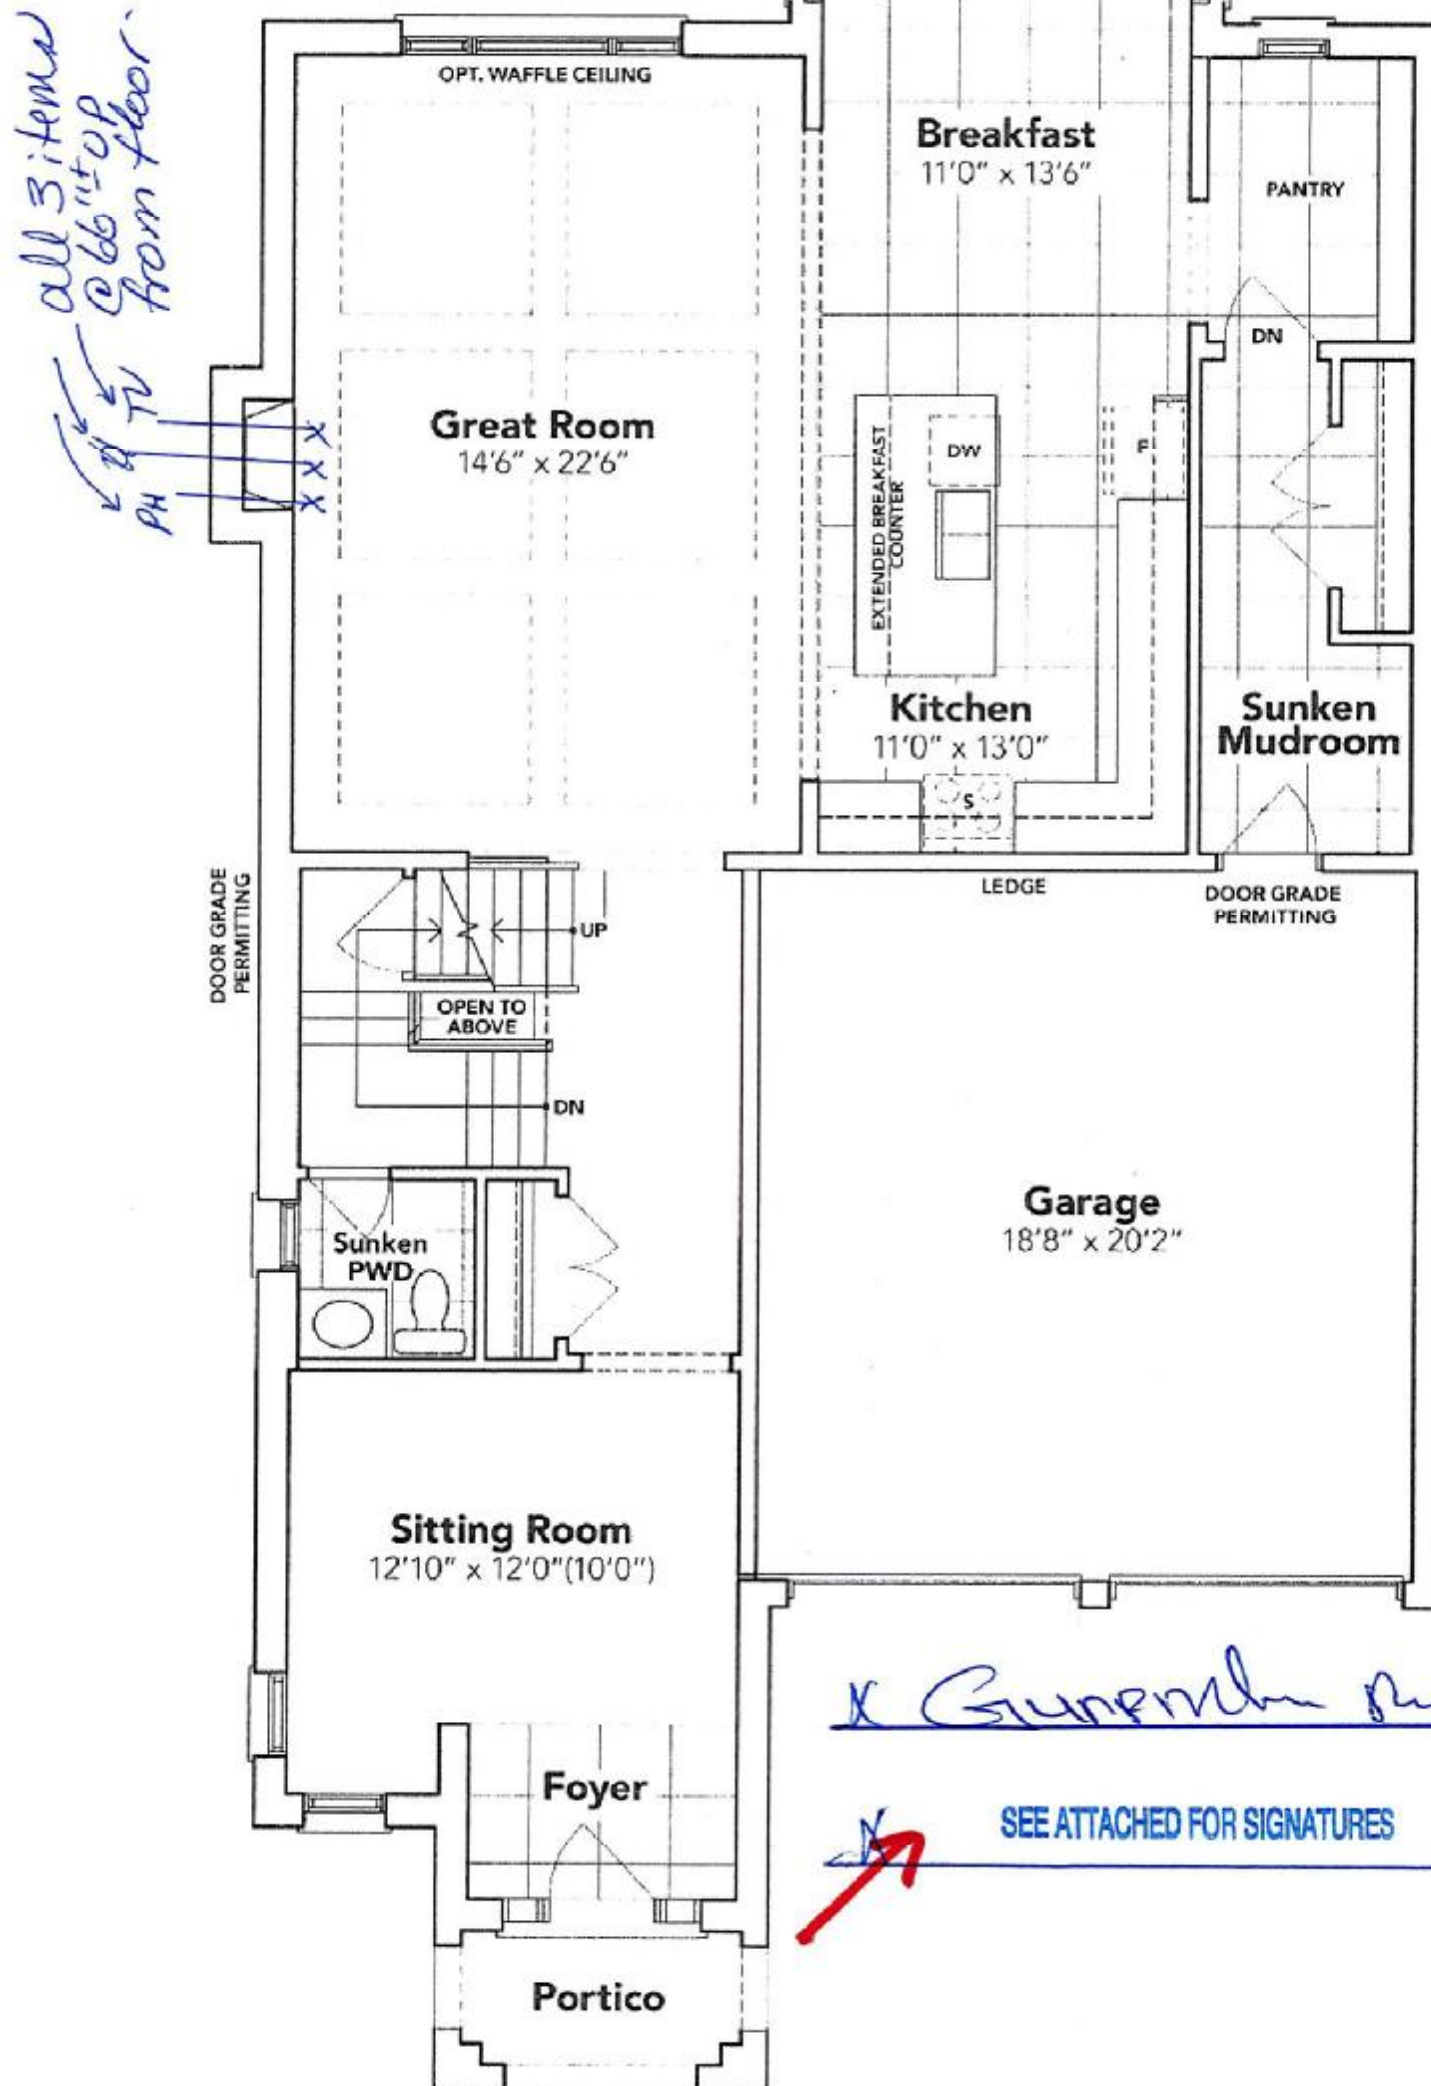 all 3 items
@66"± up
from floor
TV
PH
OPT. WAFFLE CEILING
Breakfast
11'0" x 13'6"
PANTRY
DN
Great Room
14'6" x 22'6"
EXTENDED BREAKFAST
COUNTER
DW
F
Kitchen
11'0" x 13'0"
S
Sunken
Mudroom
DOOR GRADE
PERMITTING
LEDGE
DOOR GRADE
PERMITTING
UP
OPEN TO
ABOVE
DN
Sunken
PWD
Garage
18'8" x 20'2"
Sitting Room
12'10" x 12'0"(10'0")
Foyer
SEE ATTACHED FOR SIGNATURES
Portico